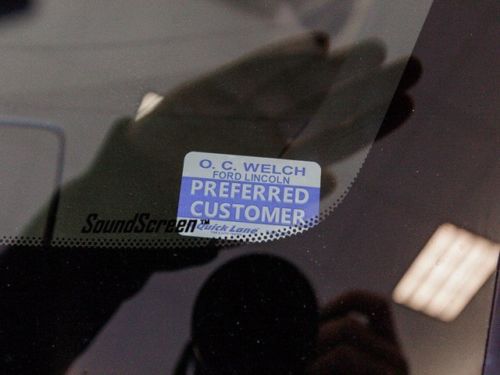 O. C. WELCH
FORD LINCOLN
PREFERRED
CUSTOMER
Quick Lane
SoundScreen™